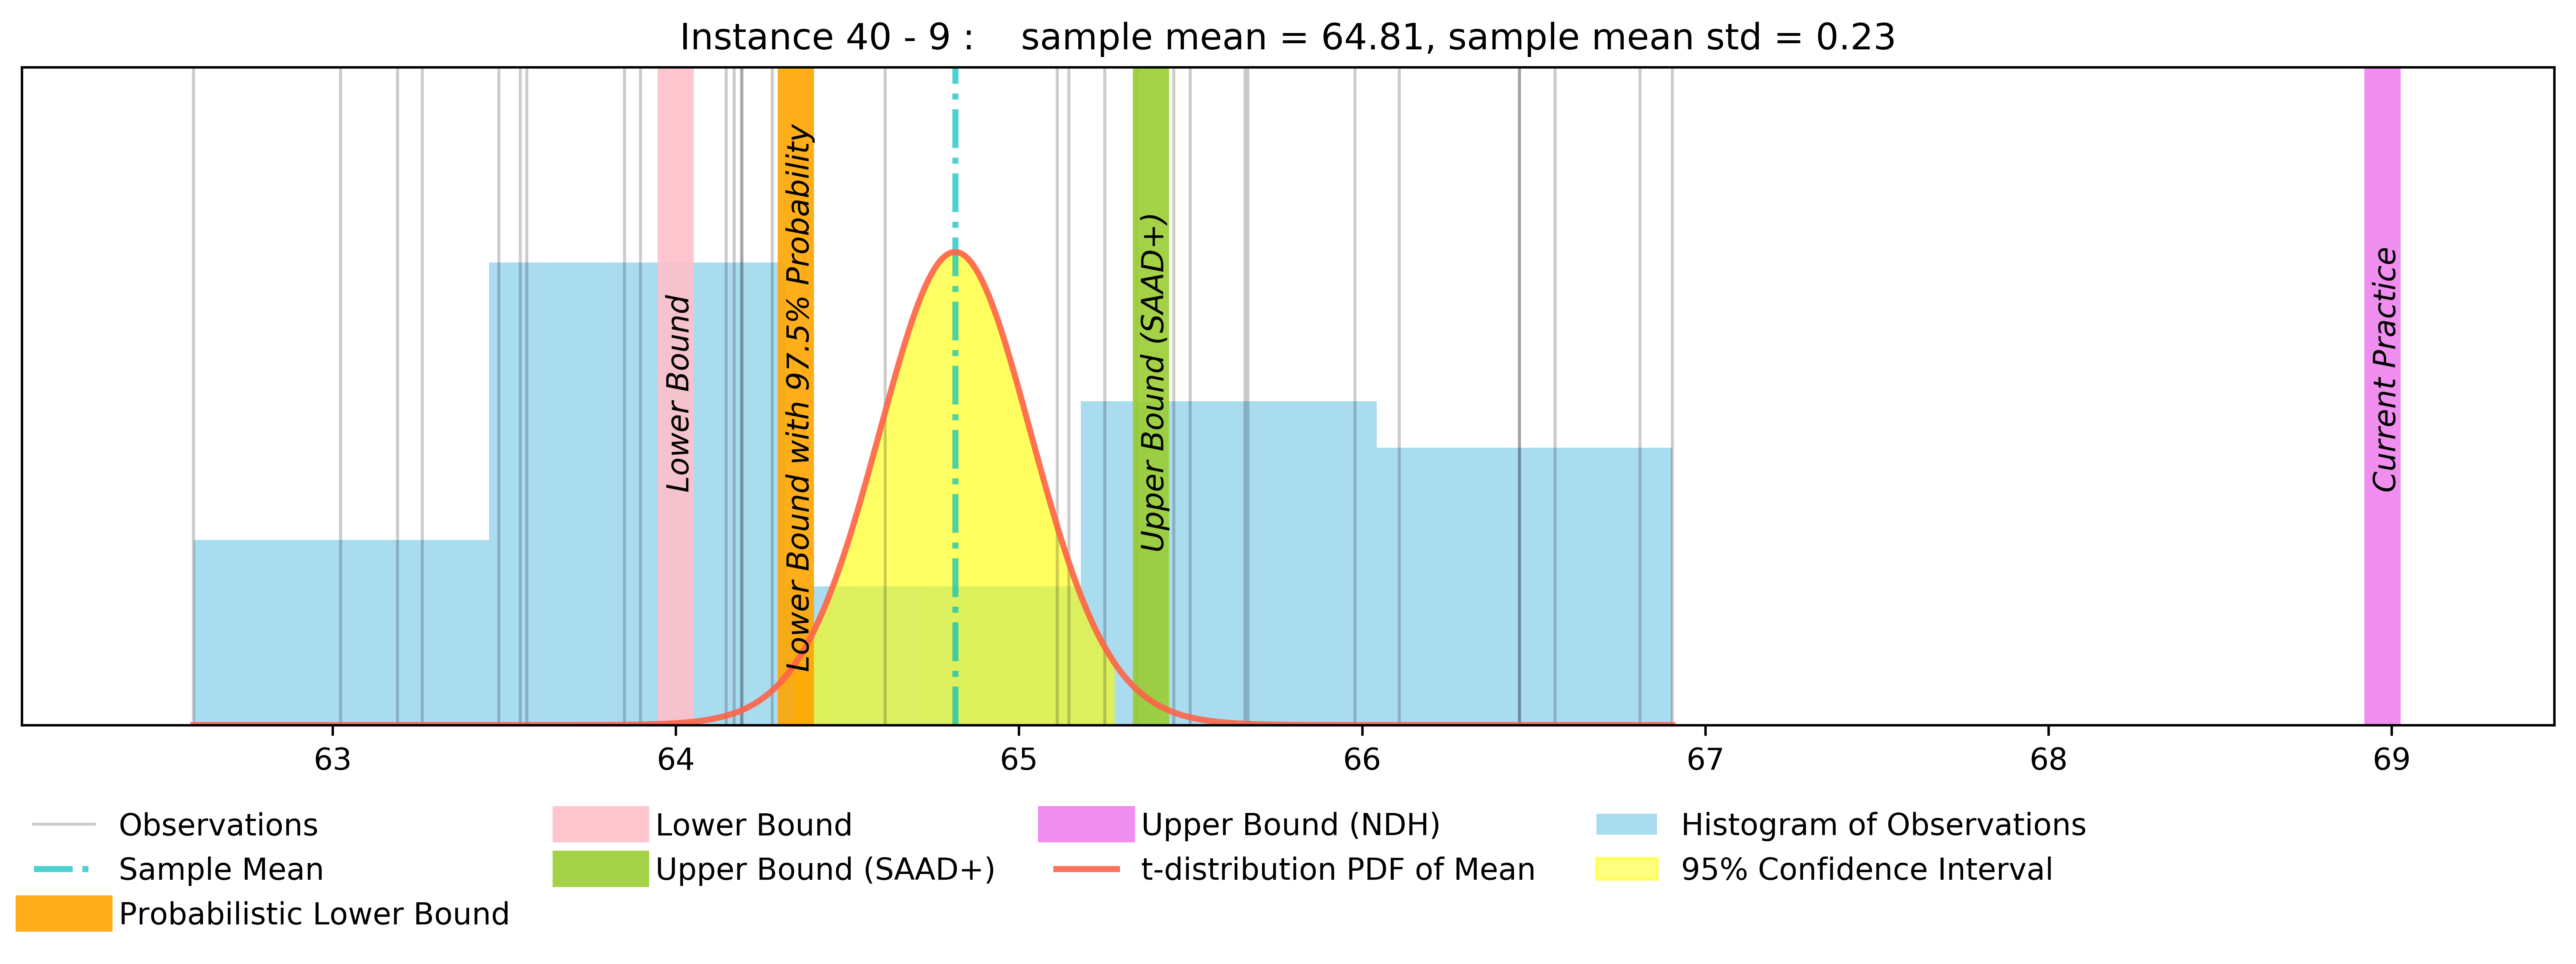 Instance 40 - 9 :    sample mean = 64.81, sample mean std = 0.23
Lower Bound
Lower Bound with 97.5% Probability
Upper Bound (SAAD+)
Current Practice
63 64 65 66 67 68 69
Observations
Sample Mean
Probabilistic Lower Bound
Lower Bound
Upper Bound (SAAD+)
Upper Bound (NDH)
t-distribution PDF of Mean
Histogram of Observations
95% Confidence Interval